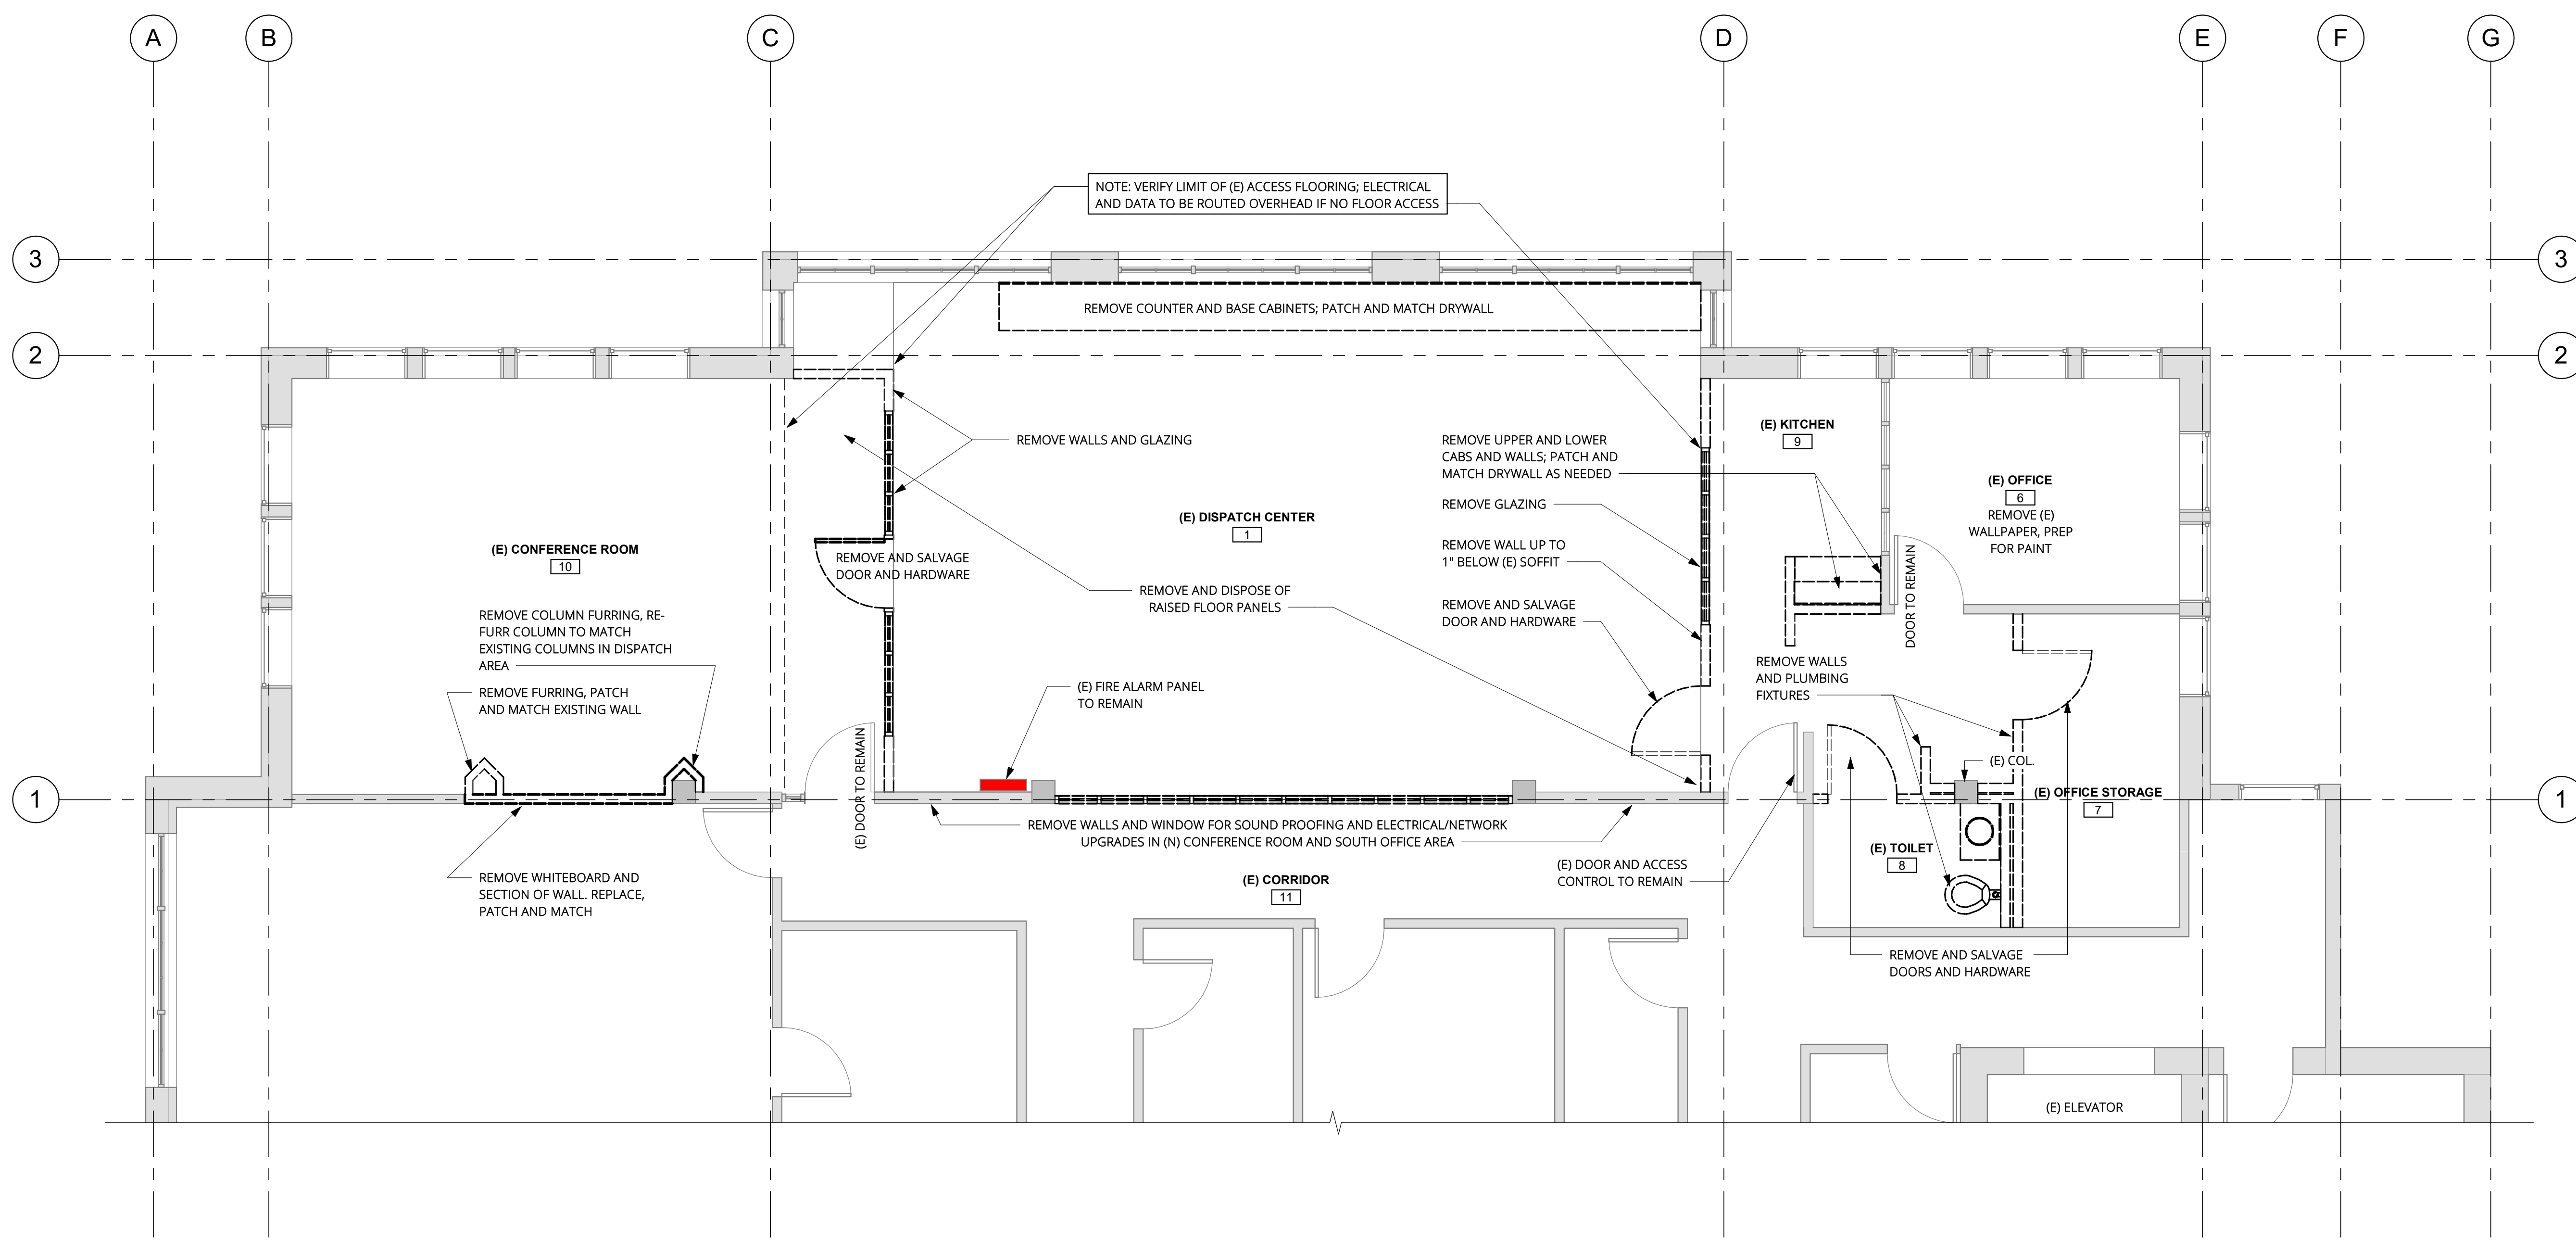 A
B
C
D
E
F
G
NOTE: VERIFY LIMIT OF (E) ACCESS FLOORING; ELECTRICAL
AND DATA TO BE ROUTED OVERHEAD IF NO FLOOR ACCESS
3
3
REMOVE COUNTER AND BASE CABINETS; PATCH AND MATCH DRYWALL
2
2
REMOVE WALLS AND GLAZING
REMOVE UPPER AND LOWER
CABS AND WALLS; PATCH AND
MATCH DRYWALL AS NEEDED
(E) KITCHEN
9
(E) OFFICE
6
REMOVE (E)
WALLPAPER, PREP
FOR PAINT
REMOVE GLAZING
(E) DISPATCH CENTER
1
(E) CONFERENCE ROOM
10
REMOVE AND SALVAGE
DOOR AND HARDWARE
REMOVE WALL UP TO
1" BELOW (E) SOFFIT
DOOR TO REMAIN
REMOVE AND DISPOSE OF
RAISED FLOOR PANELS
REMOVE AND SALVAGE
DOOR AND HARDWARE
REMOVE COLUMN FURRING, RE-
FURR COLUMN TO MATCH
EXISTING COLUMNS IN DISPATCH
AREA
REMOVE FURRING, PATCH
AND MATCH EXISTING WALL
(E) FIRE ALARM PANEL
TO REMAIN
REMOVE WALLS
AND PLUMBING
FIXTURES
(E) DOOR TO REMAIN
(E) COL.
(E) OFFICE STORAGE
7
1
1
REMOVE WALLS AND WINDOW FOR SOUND PROOFING AND ELECTRICAL/NETWORK
UPGRADES IN (N) CONFERENCE ROOM AND SOUTH OFFICE AREA
(E) TOILET
8
(E) DOOR AND ACCESS
CONTROL TO REMAIN
REMOVE WHITEBOARD AND
SECTION OF WALL. REPLACE,
PATCH AND MATCH
(E) CORRIDOR
11
REMOVE AND SALVAGE
DOORS AND HARDWARE
(E) ELEVATOR